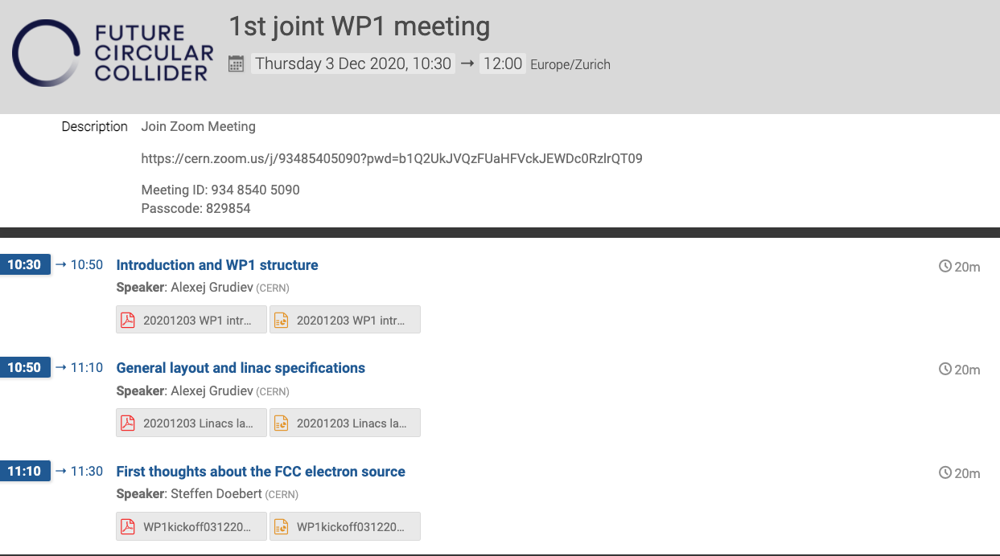 FUTURE
CIRCULAR
COLLIDER
1st joint WP1 meeting
Thursday 3 Dec 2020, 10:30 → 12:00 Europe/Zurich
Description Join Zoom Meeting
https://cern.zoom.us/j/93485405090?pwd=b1Q2UkJVQzFUaHFVckJEWDc0RzlrQT09
Meeting ID: 934 8540 5090
Passcode: 829854
10:30 → 10:50 Introduction and WP1 structure 20m
Speaker: Alexej Grudiev (CERN)
20201203 WP1 intr... 20201203 WP1 intr...
10:50 → 11:10 General layout and linac specifications 20m
Speaker: Alexej Grudiev (CERN)
20201203 Linacs la... 20201203 Linacs la...
11:10 → 11:30 First thoughts about the FCC electron source 20m
Speaker: Steffen Doebert (CERN)
WP1kickoff031220... WP1kickoff031220...